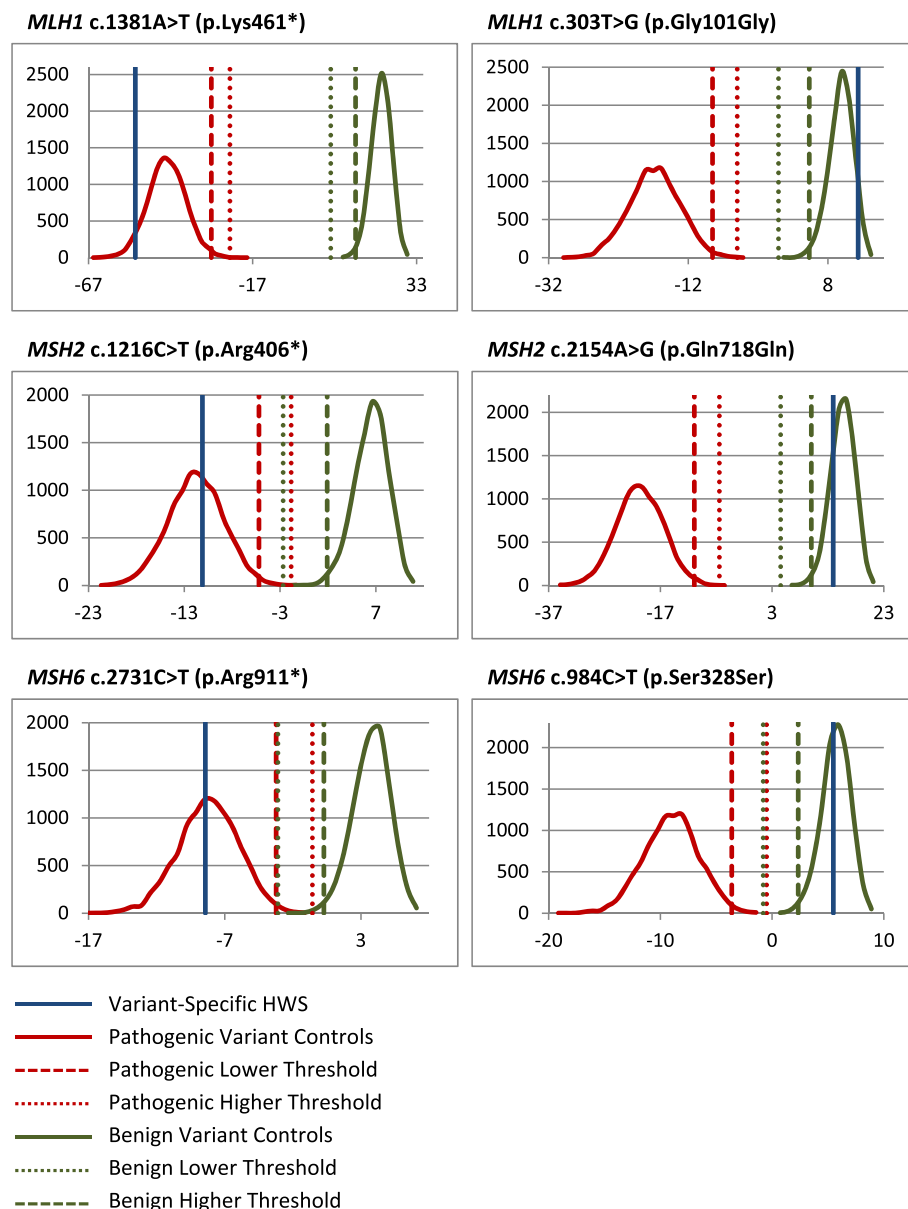 MLH1 c.1381A>T (p.Lys461*)
2500
2000
1500
1000
500
0
-67 -17 33
MLH1 c.303T>G (p.Gly101Gly)
2500
2000
1500
1000
500
0
-32 -12 8
MSH2 c.1216C>T (p.Arg406*)
2000
1500
1000
500
0
-23 -13 -3 7
MSH2 c.2154A>G (p.Gln718Gln)
2000
1500
1000
500
0
-37 -17 3 23
MSH6 c.2731C>T (p.Arg911*)
2000
1500
1000
500
0
-17 -7 3
MSH6 c.984C>T (p.Ser328Ser)
2000
1500
1000
500
0
-20 -10 0 10
Variant-Specific HWS
Pathogenic Variant Controls
Pathogenic Lower Threshold
Pathogenic Higher Threshold
Benign Variant Controls
Benign Lower Threshold
Benign Higher Threshold